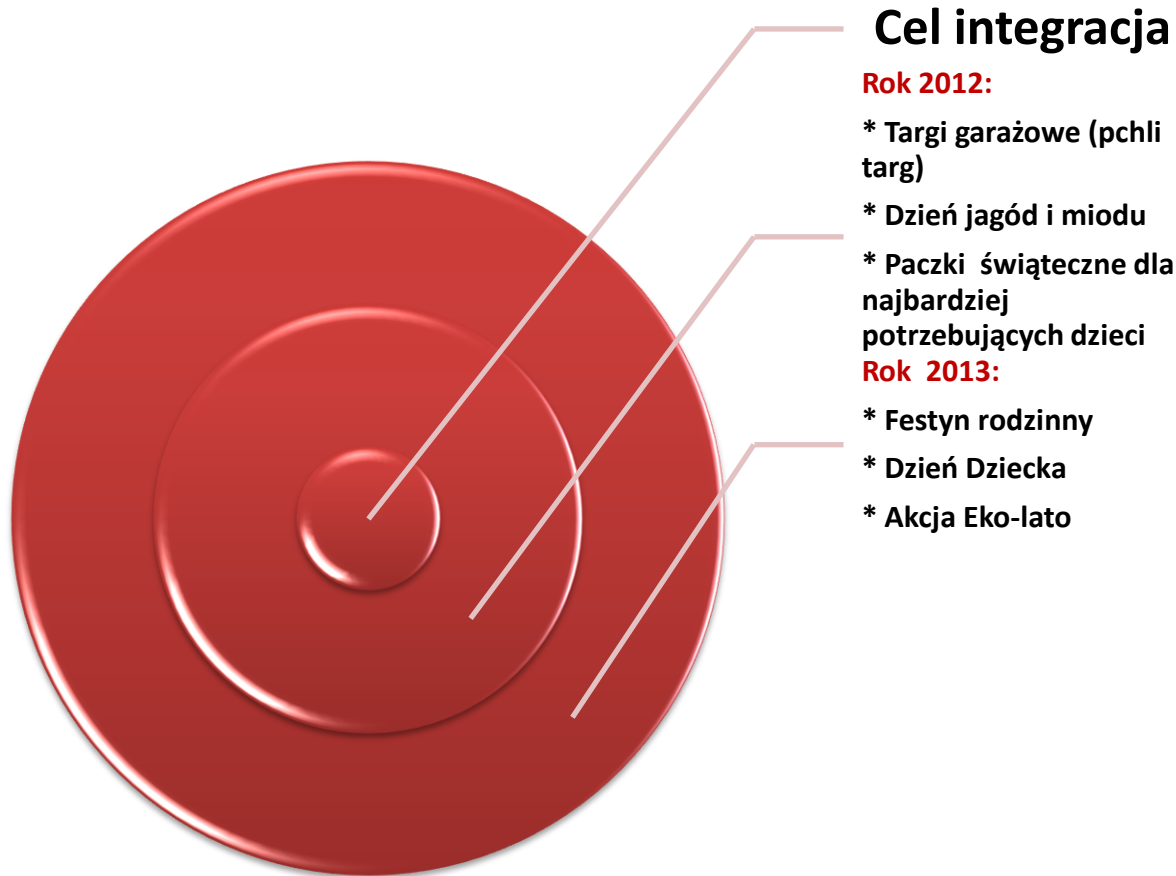 Cel integracja
Rok 2012:
* Targi garażowe (pchli
targ)
* Dzień jagód i miodu
* Paczki  świąteczne dla
najbardziej
potrzebujących dzieci
Rok  2013:
* Festyn rodzinny
* Dzień Dziecka
* Akcja Eko-lato